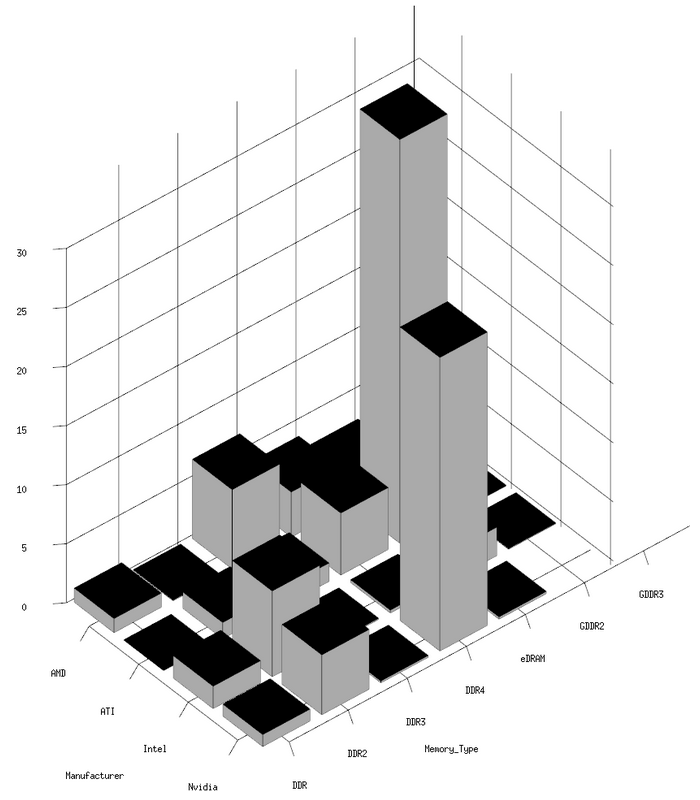 30
25
20
15
10
5
0
AMD
ATI
Intel
Nvidia
Manufacturer
DDR
DDR2
DDR3
DDR4
eDRAM
GDDR2
GDDR3
Memory_Type